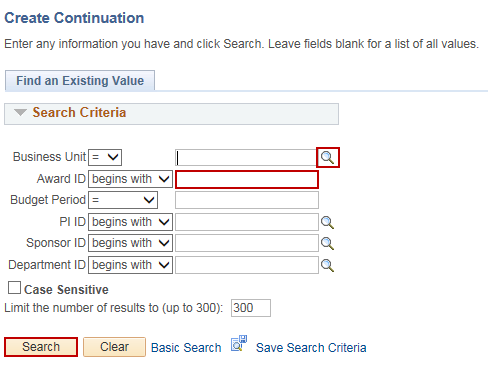 Create Continuation
Enter any information you have and click Search. Leave fields blank for a list of all values.
Find an Existing Value
Search Criteria
Business Unit =
Award ID begins with
Budget Period =
PI ID begins with
Sponsor ID begins with
Department ID begins with
Case Sensitive
Limit the number of results to (up to 300): 300
Search Clear Basic Search Save Search Criteria